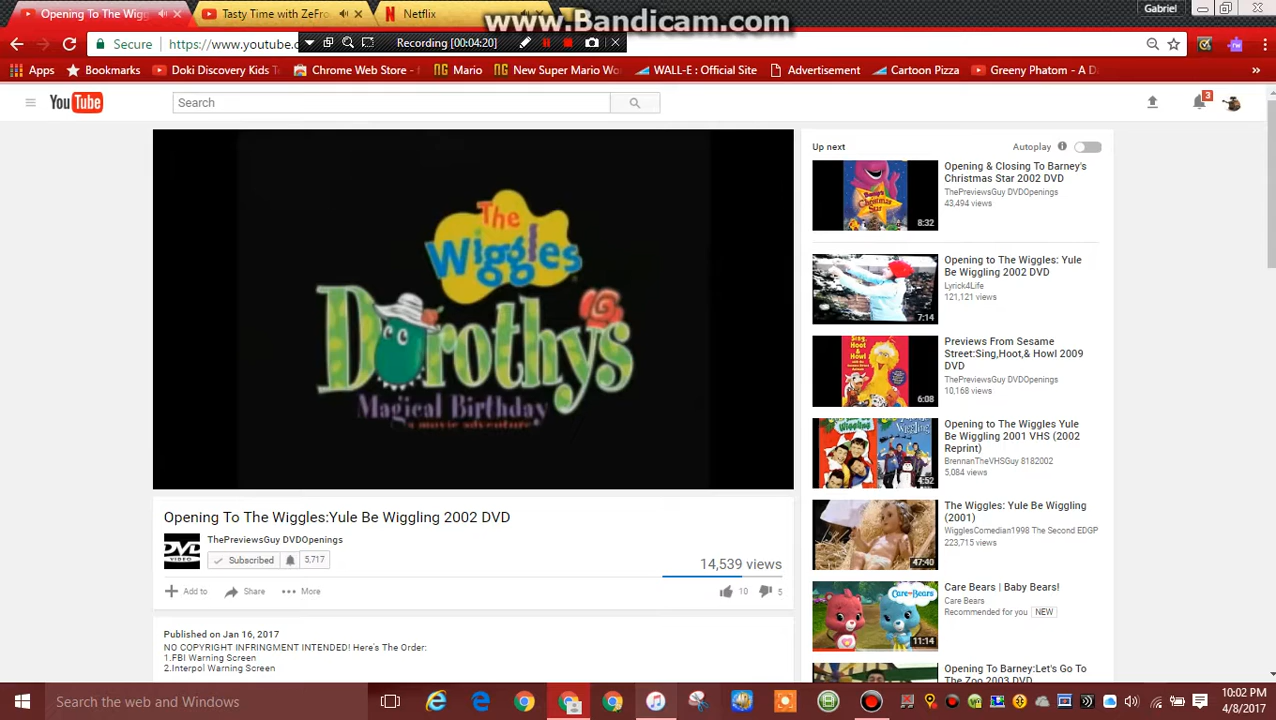 Opening To The Wigg
Tasty Time with ZeFro
Netflix
www.Bandicam.com
Gabriel
Secure
https://www.youtube.c
Recording [00:04:20]
Apps
Bookmarks
Doki Discovery Kids T
Chrome Web Store - F
Mario
New Super Mario Wo
WALL-E : Official Site
Advertisement
Cartoon Pizza
Greeny Phatom - A D
YouTube
Search
3
The
Wiggles
Dorothy's
Magical Birthday
a movie adventure
Up next
Autoplay
Opening & Closing To Barney's
Christmas Star 2002 DVD
ThePreviewsGuy DVDOpenings
43,494 views
8:32
Opening to The Wiggles: Yule
Be Wiggling 2002 DVD
Lyrick4Life
121,121 views
7:14
Previews From Sesame
Street:Sing,Hoot,& Howl 2009
DVD
ThePreviewsGuy DVDOpenings
10,168 views
6:08
Opening to The Wiggles Yule
Be Wiggling 2001 VHS (2002
Reprint)
BrennanTheVHSGuy 8182002
5,084 views
4:52
The Wiggles: Yule Be Wiggling
(2001)
WigglesComedian1998 The Second EDGP
223,715 views
47:40
Care Bears | Baby Bears!
Care Bears
Recommended for you NEW
11:14
Opening To Barney:Let's Go To
The Zoo 2003 DVD
Opening To The Wiggles:Yule Be Wiggling 2002 DVD
ThePreviewsGuy DVDOpenings
Subscribed
5,717
14,539 views
Add to
Share
More
10
5
Published on Jan 16, 2017
NO COPYRIGHT INFRINGMENT INTENDED! Here's The Order:
1.FBI Warning Screen
2.Interpol Warning Screen
Search the web and Windows
10:02 PM
4/8/2017